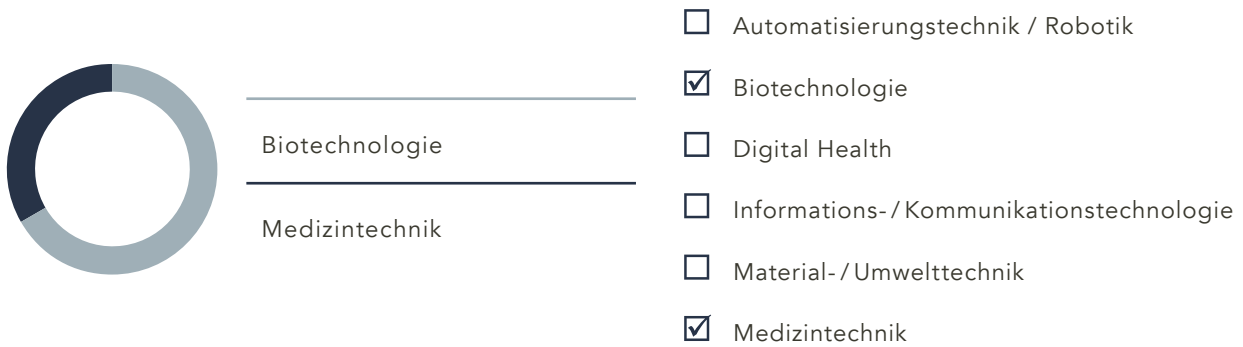 Biotechnologie
Medizintechnik
Automatisierungstechnik / Robotik
Biotechnologie
Digital Health
Informations- / Kommunikationstechnologie
Material- / Umwelttechnik
Medizintechnik